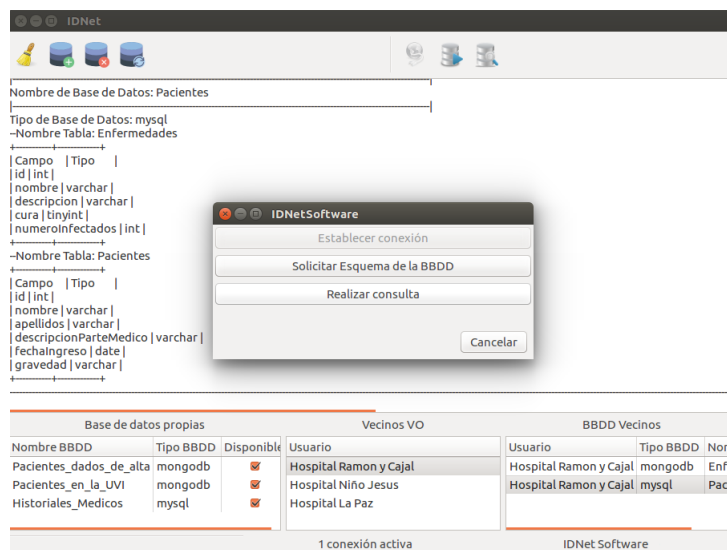 IDNet
Nombre de Base de Datos: Pacientes
Tipo de Base de Datos: mysql
--Nombre Tabla: Enfermedades
+-----------+------------+
| Campo | Tipo |
| id | int |
| nombre | varchar |
| descripcion | varchar |
| cura | tinyint |
| numeroInfectados | int |
+-----------+------------+
--Nombre Tabla: Pacientes
+-----------+------------+
| Campo | Tipo |
| id | int |
| nombre | varchar |
| apellidos | varchar |
| descripcionParteMedico | varchar |
| fechaIngreso | date |
| gravedad | varchar |
+-----------+------------+
IDNetSoftware
Establecer conexión
Solicitar Esquema de la BBDD
Realizar consulta
Cancelar
Base de datos propias
Nombre BBDD Tipo BBDD Disponible
Pacientes_dados_de_alta mongodb
Pacientes_en_la_UVI mongodb
Historiales_Medicos mysql
Vecinos VO
Usuario
Hospital Ramon y Cajal
Hospital Niño Jesus
Hospital La Paz
BBDD Vecinos
Usuario Tipo BBDD Nor
Hospital Ramon y Cajal mongodb Enf
Hospital Ramon y Cajal mysql Pac
1 conexión activa
IDNet Software